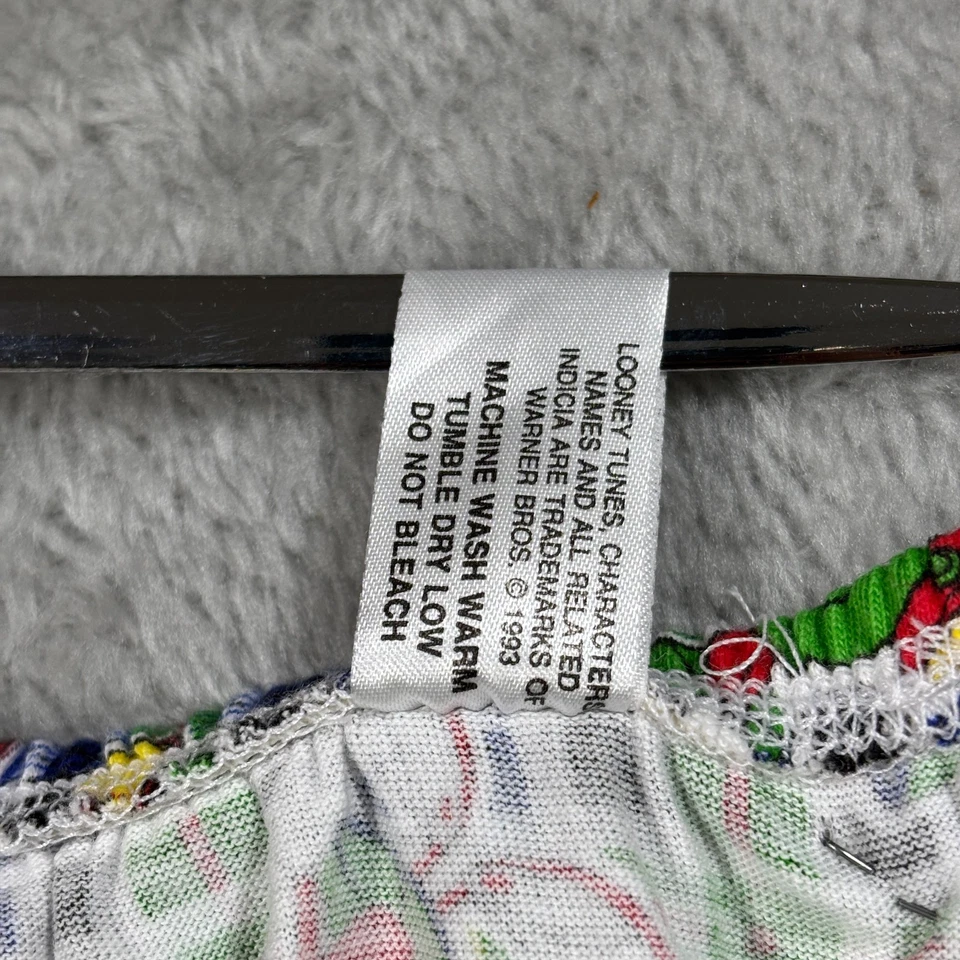 LOONEY TUNES, CHARACTERS
NAMES AND ALL RELATED
INDICIA ARE TRADEMARKS OF
WARNER BROS. © 1993
MACHINE WASH WARM
TUMBLE DRY LOW
DO NOT BLEACH